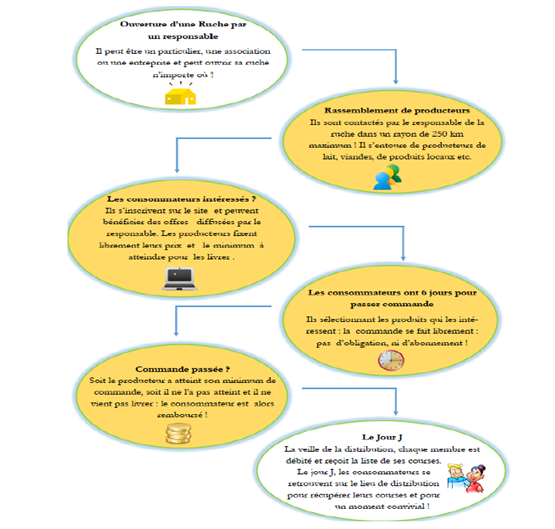 Ouverture d'une Ruche par
un responsable
Il peut être un particulier, une association
ou une entreprise et peut ouvrir sa ruche
n'importe où !
Rassemblement de producteurs
Ils sont contactés par le responsable de la
ruche dans un rayon de 250 km
maximum ! Il s'entoure de producteurs de
lait, viandes, de produits locaux etc.
Les consommateurs intéressés ?
Ils s'inscrivent sur le site et peuvent
bénéficier des offres diffusées par le
responsable. Les producteurs fixent
librement leurs prix et le minimum à
atteindre pour les livrer .
Les consommateurs ont 6 jours pour
passer commande
Ils sélectionnant les produits qui les inté-
ressent : la commande se fait librement :
pas d'obligation, ni d'abonnement !
Commande passée ?
Soit le producteur a atteint son minimum de
commande, soit il ne l'a pas atteint et il ne
vient pas livrer : le consommateur est alors
remboursé !
Le Jour J
La veille de la distribution, chaque membre est
débité et reçoit la liste de ses courses.
Le jour J, les consommateurs se
retrouvent sur le lieu de distribution
pour récupérer leurs courses et pour
un moment convivial !